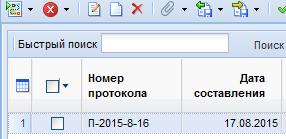 Быстрый поиск
Поиск
Номер
протокола
Дата
составления
1 П-2015-8-16 17.08.2015